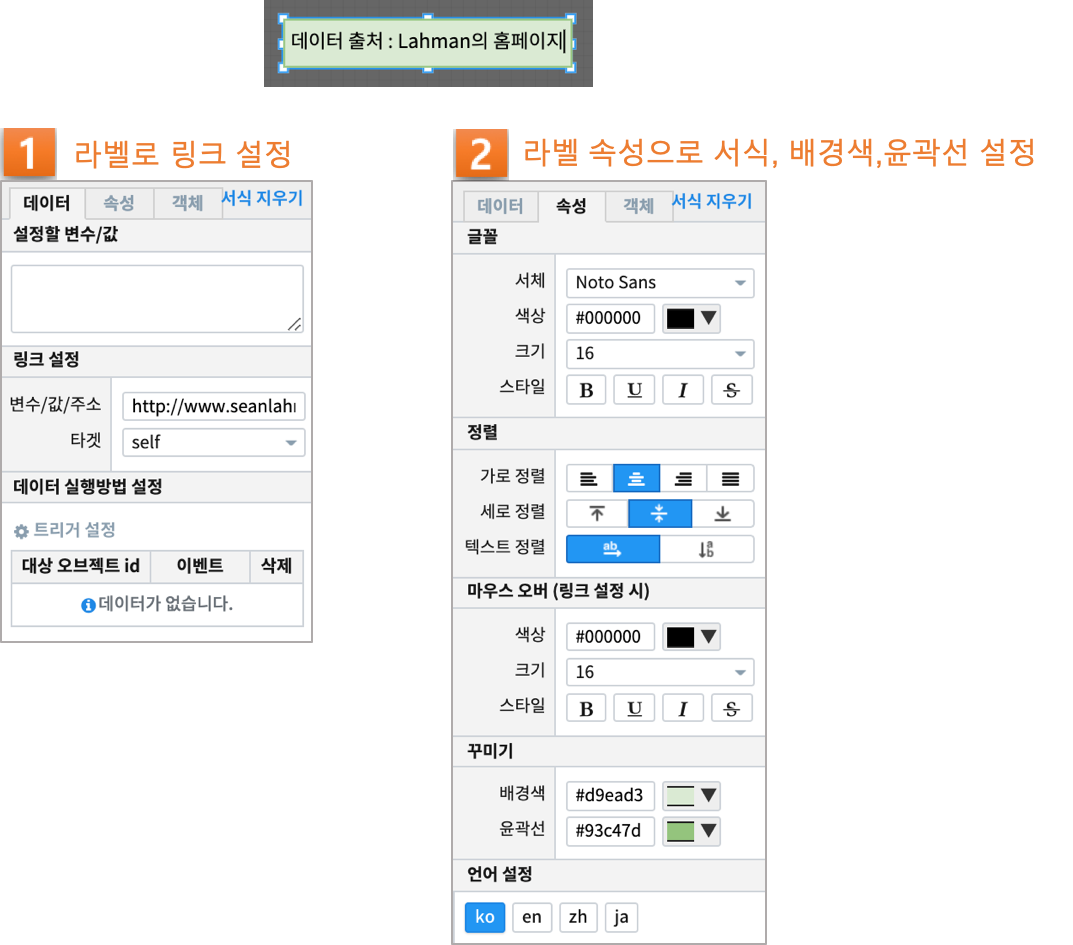 데이터 출처 : Lahman의 홈페이지
1 라벨로 링크 설정
데이터 속성 객체 서식 지우기
설정할 변수/값
링크 설정
변수/값/주소 http://www.seanlah
타겟 self
데이터 실행방법 설정
트리거 설정
대상 오브젝트 id 이벤트 삭제
데이터가 없습니다.
2 라벨 속성으로 서식, 배경색,윤곽선 설정
데이터 속성 객체 서식 지우기
글꼴
서체 Noto Sans
색상 #000000
크기 16
스타일 B U I S
정렬
가로 정렬
세로 정렬
텍스트 정렬 ab a b
마우스 오버 (링크 설정 시)
색상 #000000
크기 16
스타일 B U I S
꾸미기
배경색 #d9ead3
윤곽선 #93c47d
언어 설정
ko en zh ja